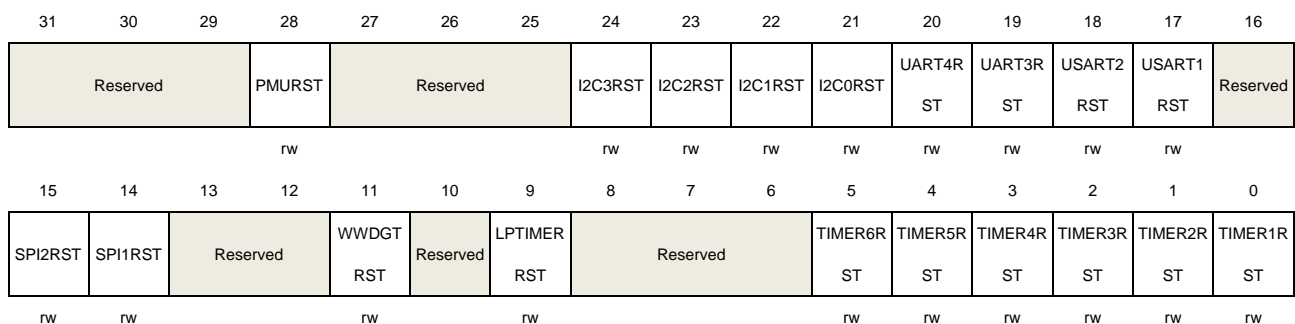 31 30 29 28 27 26 25 24 23 22 21 20 19 18 17 16
Reserved PMURST Reserved I2C3RST I2C2RST I2C1RST I2C0RST UART4R ST UART3R ST USART2 RST USART1 RST Reserved
rw rw rw rw rw rw rw rw rw
15 14 13 12 11 10 9 8 7 6 5 4 3 2 1 0
SPI2RST SPI1RST Reserved WWDGT RST Reserved LPTIMER RST Reserved TIMER6R ST TIMER5R ST TIMER4R ST TIMER3R ST TIMER2R ST TIMER1R ST
rw rw rw rw rw rw rw rw rw rw